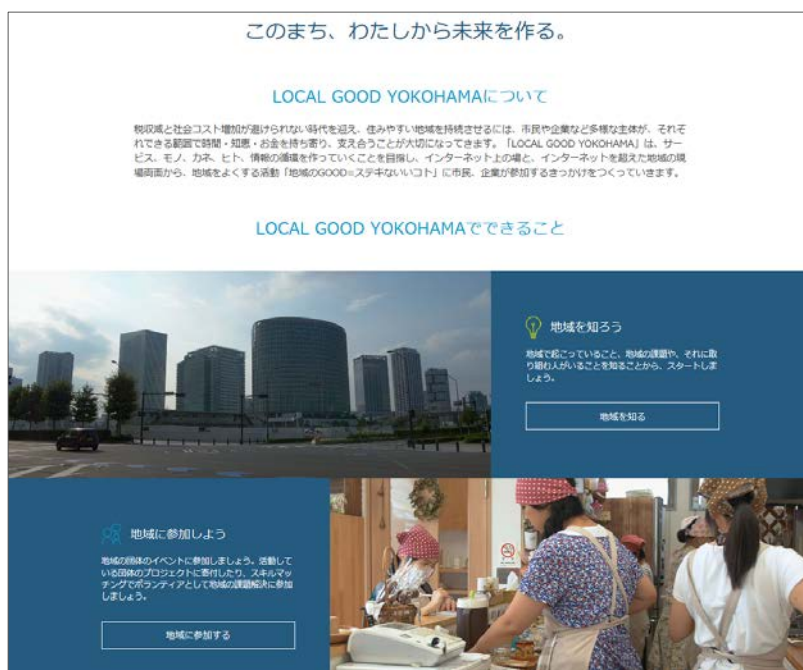 このまち、わたしから未来を作る。
LOCAL GOOD YOKOHAMAについて
税収減と社会コスト増加が避けられない時代を迎え、住みやすい地域を持続させるには、市民や企業など多様な主体が、それぞ
れできる範囲で時間・知恵・お金を持ち寄り、支え合うことが大切になってきます。「LOCAL GOOD YOKOHAMA」は、サー
ビス、モノ、カネ、ヒト、情報の循環を作っていくことを目指し、インターネット上の場と、インターネットを超えた地域の現
場両面から、地域をよくする活動「地域のGOOD=ステキないいコト」に市民、企業が参加するきっかけをつくっていきます。
LOCAL GOOD YOKOHAMAでできること
地域を知ろう
地域で起こっていること、地域の課題や、それに取
り組む人がいることを知ることから、スタートしま
しょう。
地域を知る
地域に参加しよう
地域の団体のイベントに参加しましょう。活動して
いる団体のプロジェクトに寄付したり、スキルマッ
チングでボランティアとして地域の課題解決に参加
しましょう。
地域に参加する